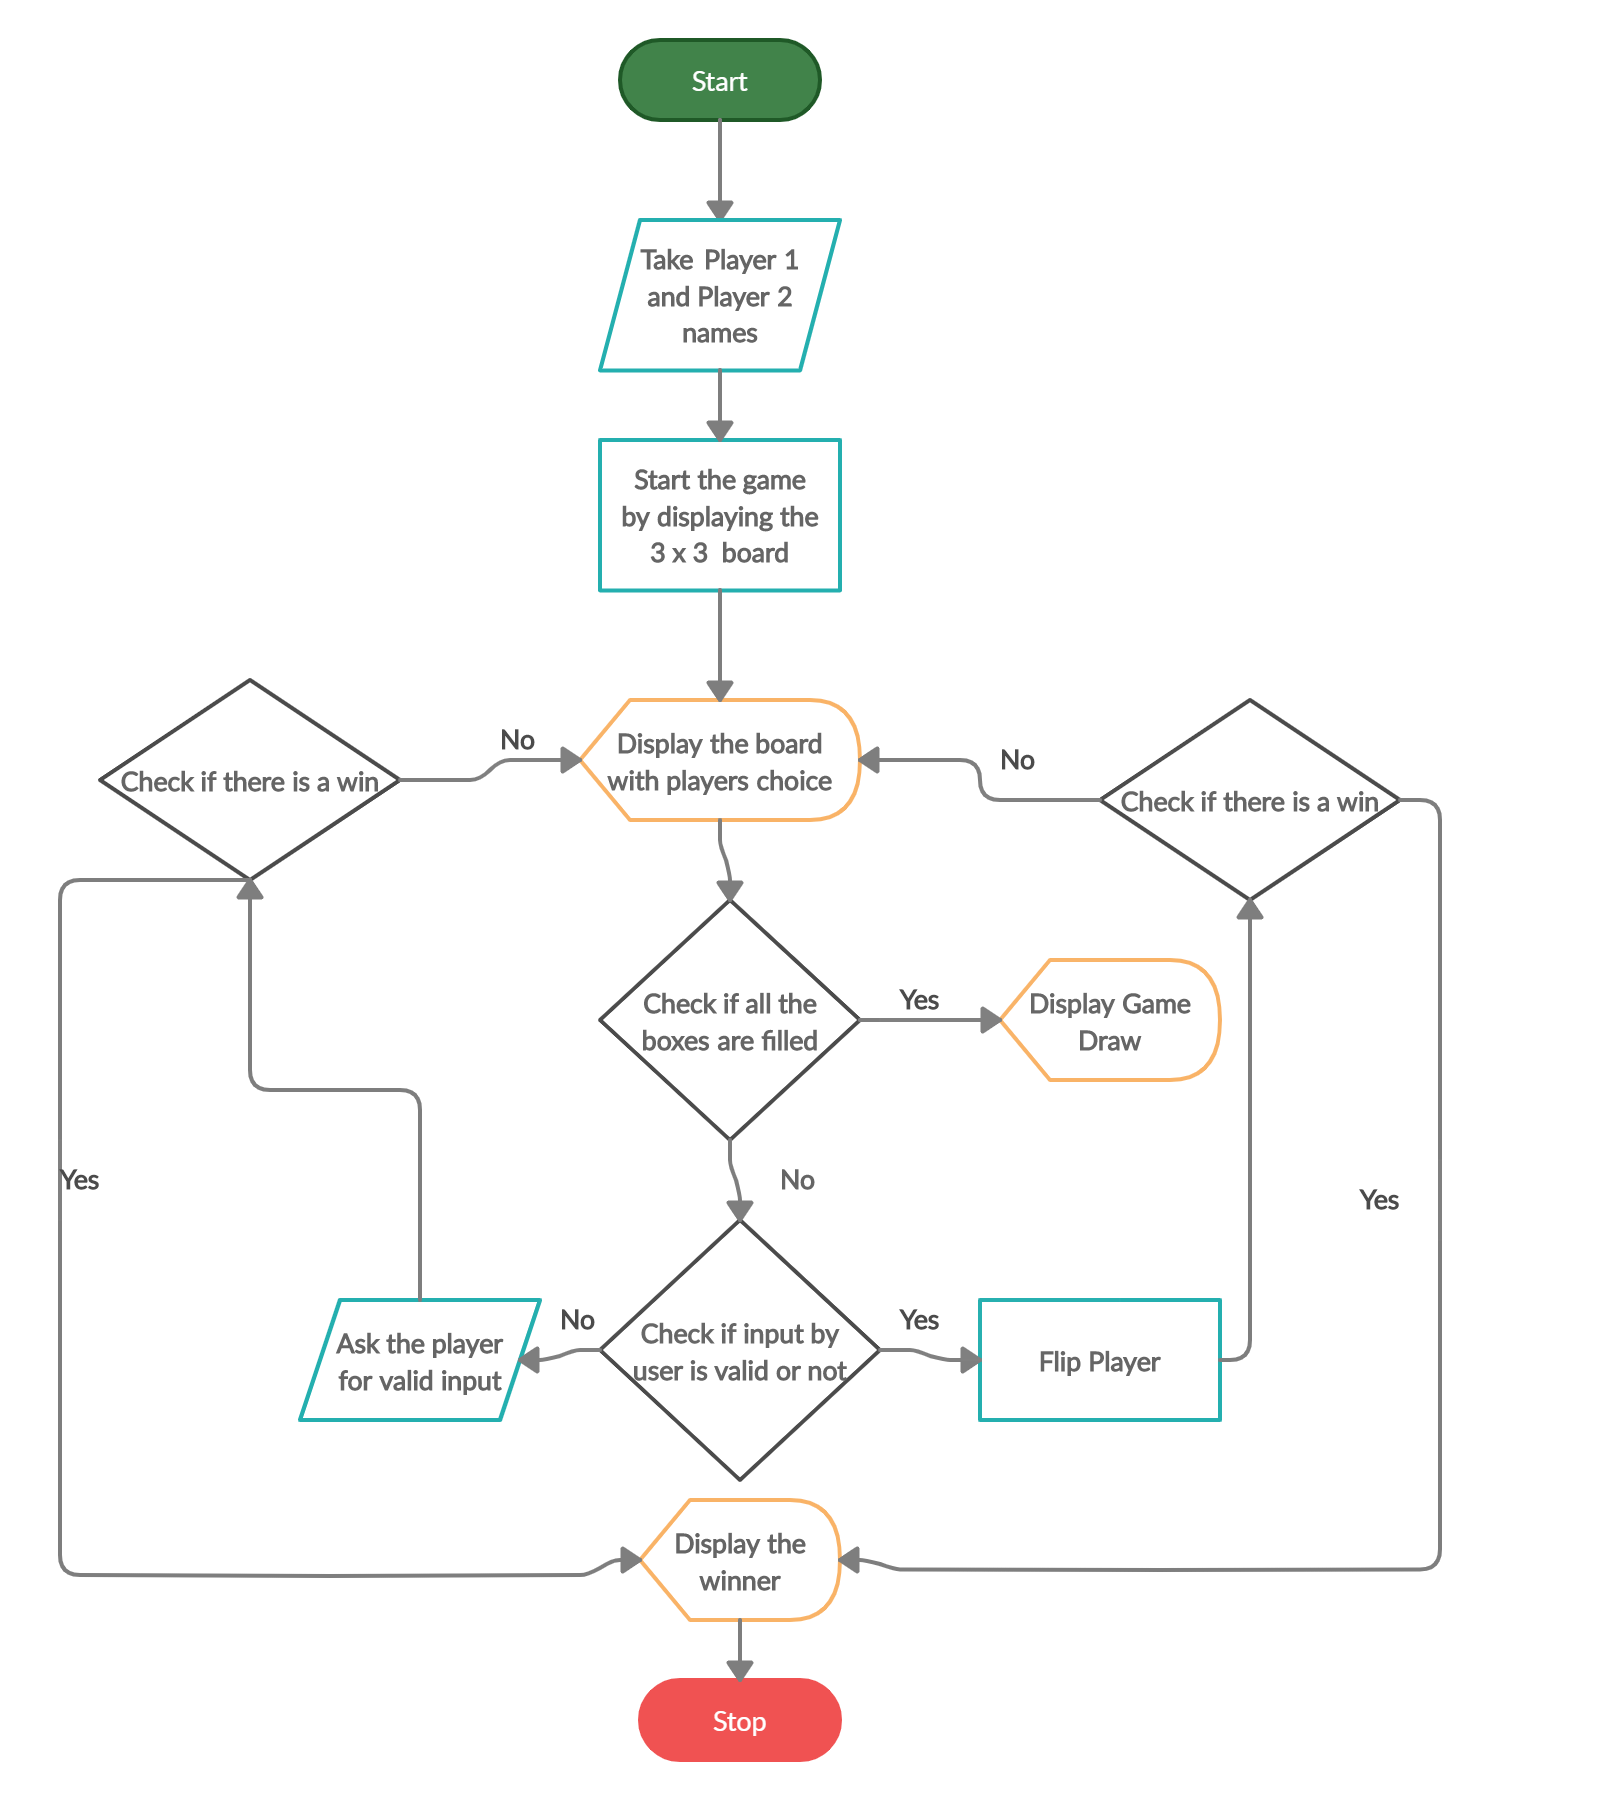 Start
Take Player 1
and Player 2
names
Start the game
by displaying the
3 x 3 board
Check if there is a win
No
Display the board
with players choice
No
Check if there is a win
Check if all the
boxes are filled
Yes
Display Game
Draw
Yes
No
Yes
Ask the player
for valid input
No
Check if input by
user is valid or not
Yes
Flip Player
Display the
winner
Stop